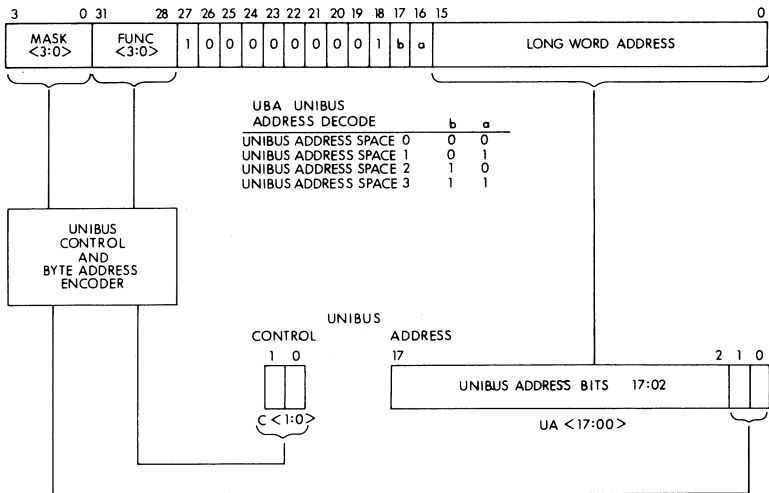 3 0 31 28 27 26 25 24 23 22 21 20 19 18 17 16 15 0
MASK <3:0> FUNC <3:0> 1 0 0 0 0 0 0 0 0 1 b a LONG WORD ADDRESS
UBA UNIBUS
ADDRESS DECODE b a
UNIBUS ADDRESS SPACE 0 0 0
UNIBUS ADDRESS SPACE 1 0 1
UNIBUS ADDRESS SPACE 2 1 0
UNIBUS ADDRESS SPACE 3 1 1
UNIBUS
CONTROL
AND
BYTE ADDRESS
ENCODER
UNIBUS
CONTROL ADDRESS
1 0 17 2 1 0
UNIBUS ADDRESS BITS 17:02
C <1:0> UA <17:00>